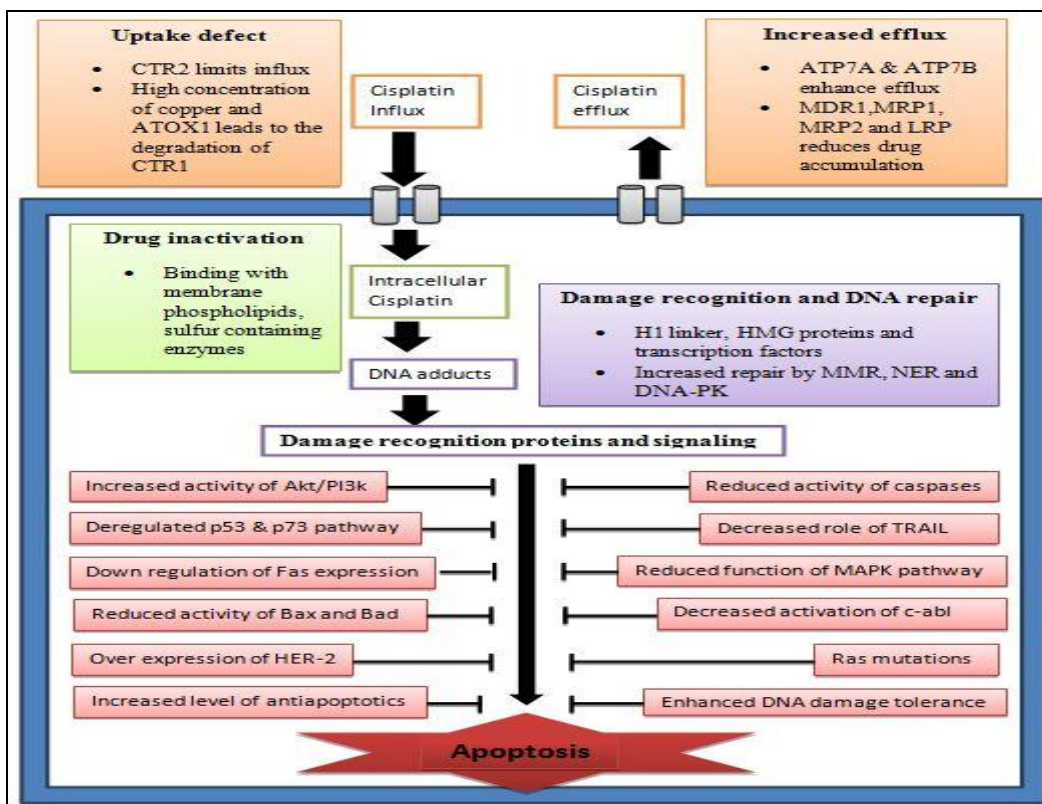 Uptake defect
• CTR2 limits influx
• High concentration
of copper and
ATOX1 leads to the
degradation of
CTR1
Cisplatin
Influx
Cisplatin
efflux
Increased efflux
• ATP7A & ATP7B
enhance efflux
• MDR1,MRP1,
MRP2 and LRP
reduces drug
accumulation
Drug inactivation
• Binding with
membrane
phospholipids,
sulfur containing
enzymes
Intracellular
Cisplatin
DNA adducts
Damage recognition and DNA repair
• H1 linker, HMG proteins and
transcription factors
• Increased repair by MMR, NER and
DNA-PK
Damage recognition proteins and signaling
Increased activity of Akt/PI3k
Deregulated p53 & p73 pathway
Down regulation of Fas expression
Reduced activity of Bax and Bad
Over expression of HER-2
Increased level of antiapoptotics
Reduced activity of caspases
Decreased role of TRAIL
Reduced function of MAPK pathway
Decreased activation of c-abl
Ras mutations
Enhanced DNA damage tolerance
Apoptosis